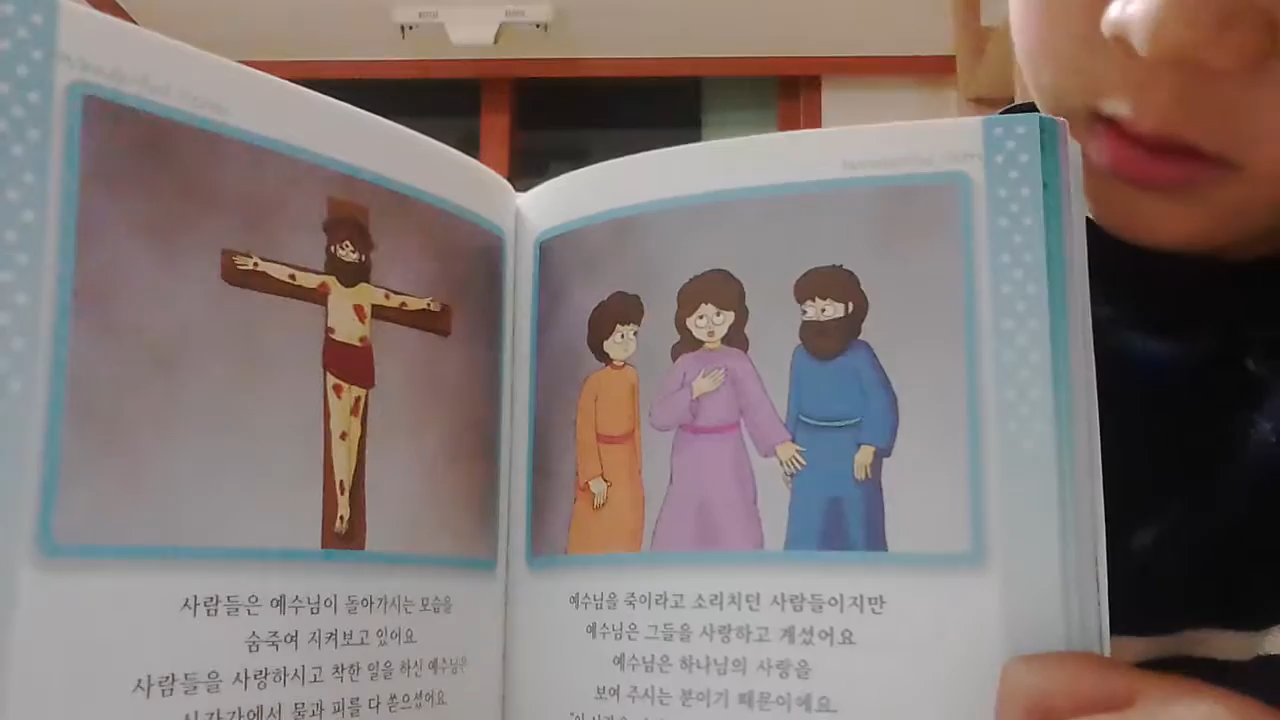 사람들은 예수님이 돌아가시는 모습을
숨죽여 지켜보고 있어요
사람들을 사랑하시고 착한 일을 하신 예수님은
십자가에서 물과 피를 다 쏟으셨어요
예수님을 죽이라고 소리치던 사람들이지만
예수님은 그들을 사랑하고 계셨어요
예수님은 하나님의 사랑을
보여 주시는 분이기 때문이에요